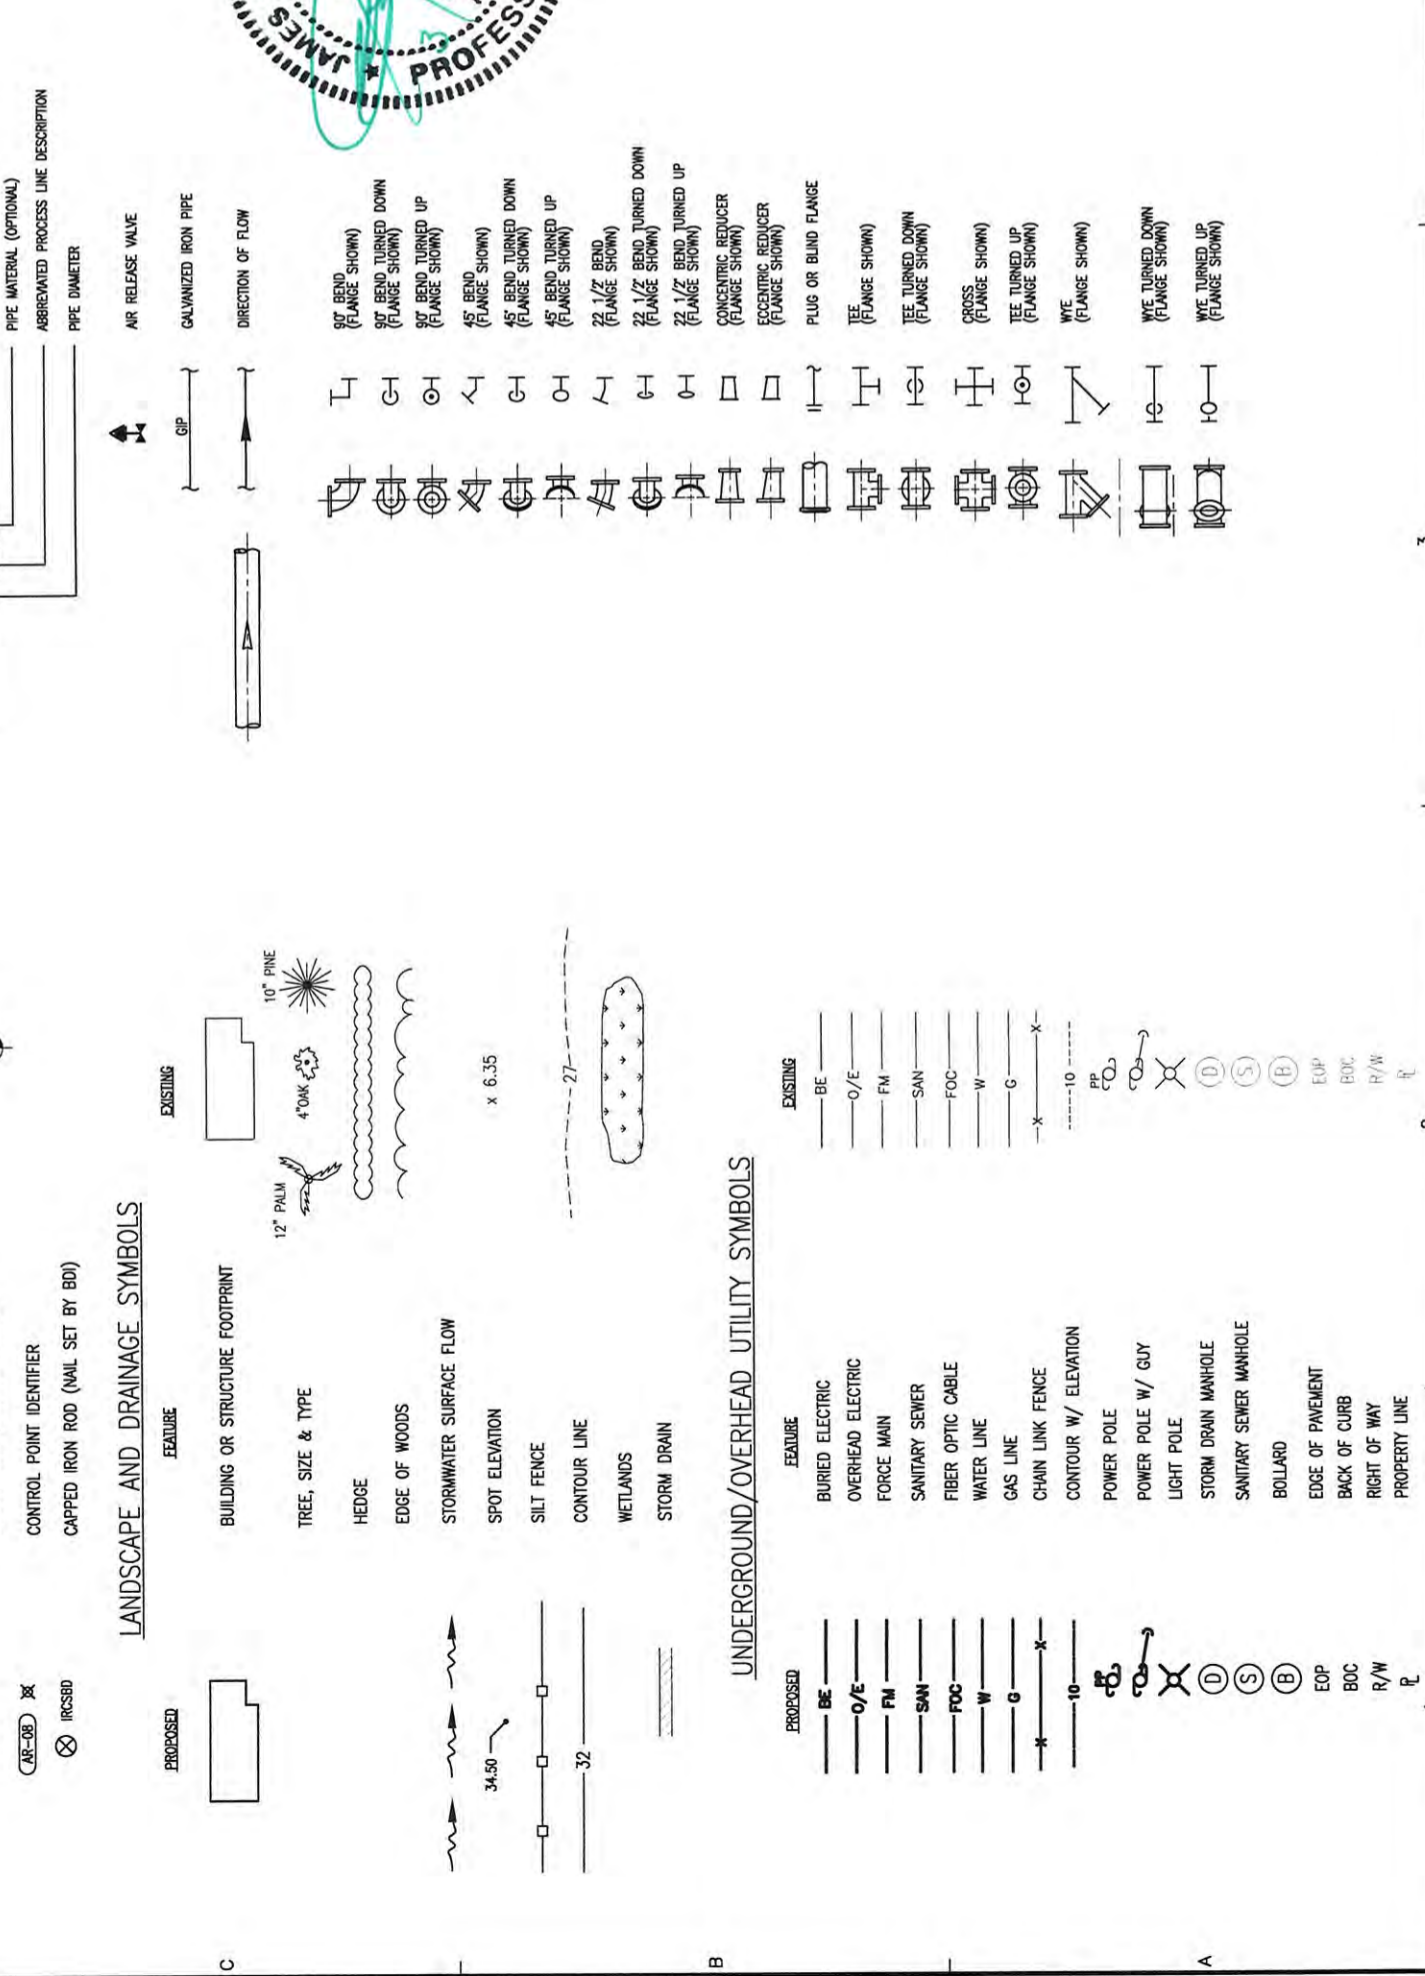 AR-08
CONTROL POINT IDENTIFIER
IRCSBD
CAPPED IRON ROD (NAIL SET BY BDI)
LANDSCAPE AND DRAINAGE SYMBOLS
PROPOSED
FEATURE
EXISTING
BUILDING OR STRUCTURE FOOTPRINT
TREE, SIZE & TYPE
12" PALM
4"OAK
10" PINE
HEDGE
EDGE OF WOODS
STORMWATER SURFACE FLOW
34.50
SPOT ELEVATION
x 6.35
SILT FENCE
32
CONTOUR LINE
27
WETLANDS
STORM DRAIN
UNDERGROUND/OVERHEAD UTILITY SYMBOLS
PROPOSED
FEATURE
EXISTING
BE
BURIED ELECTRIC
BE
O/E
OVERHEAD ELECTRIC
O/E
FM
FORCE MAIN
FM
SAN
SANITARY SEWER
SAN
FOC
FIBER OPTIC CABLE
FOC
W
WATER LINE
W
G
GAS LINE
G
X X
CHAIN LINK FENCE
X X
10
CONTOUR W/ ELEVATION
10
PP
POWER POLE
PP
POWER POLE W/ GUY
LIGHT POLE
D
STORM DRAIN MANHOLE
D
S
SANITARY SEWER MANHOLE
S
B
BOLLARD
B
EOP
EDGE OF PAVEMENT
EOP
BOC
BACK OF CURB
BOC
R/W
RIGHT OF WAY
R/W
PL
PROPERTY LINE
PL
PIPE MATERIAL (OPTIONAL)
ABBREVIATED PROCESS LINE DESCRIPTION
PIPE DIAMETER
AIR RELEASE VALVE
GIP
GALVANIZED IRON PIPE
DIRECTION OF FLOW
90° BEND
(FLANGE SHOWN)
90° BEND TURNED DOWN
(FLANGE SHOWN)
90° BEND TURNED UP
(FLANGE SHOWN)
45° BEND
(FLANGE SHOWN)
45° BEND TURNED DOWN
(FLANGE SHOWN)
45° BEND TURNED UP
(FLANGE SHOWN)
22 1/2° BEND
(FLANGE SHOWN)
22 1/2° BEND TURNED DOWN
(FLANGE SHOWN)
22 1/2° BEND TURNED UP
(FLANGE SHOWN)
CONCENTRIC REDUCER
(FLANGE SHOWN)
ECCENTRIC REDUCER
(FLANGE SHOWN)
PLUG OR BLIND FLANGE
TEE
(FLANGE SHOWN)
TEE TURNED DOWN
(FLANGE SHOWN)
CROSS
(FLANGE SHOWN)
TEE TURNED UP
(FLANGE SHOWN)
WYE
(FLANGE SHOWN)
WYE TURNED DOWN
(FLANGE SHOWN)
WYE TURNED UP
(FLANGE SHOWN)
JAMES
3
C
B
A